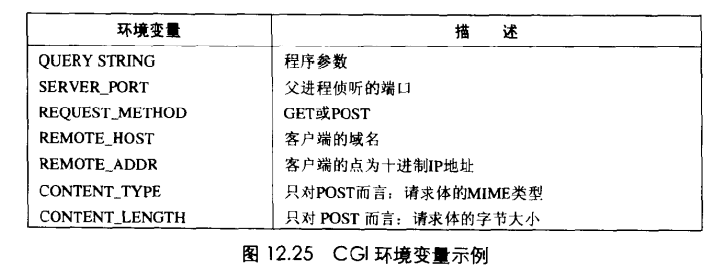 环境变量 描 述
QUERY STRING 程序参数
SERVER_PORT 父进程侦听的端口
REQUEST_METHOD GET或POST
REMOTE_HOST 客户端的域名
REMOTE_ADDR 客户端的点为十进制IP地址
CONTENT_TYPE 只对POST而言：请求体的MIME类型
CONTENT_LENGTH 只对 POST 而言：请求体的字节大小
图 12.25 CGI 环境变量示例